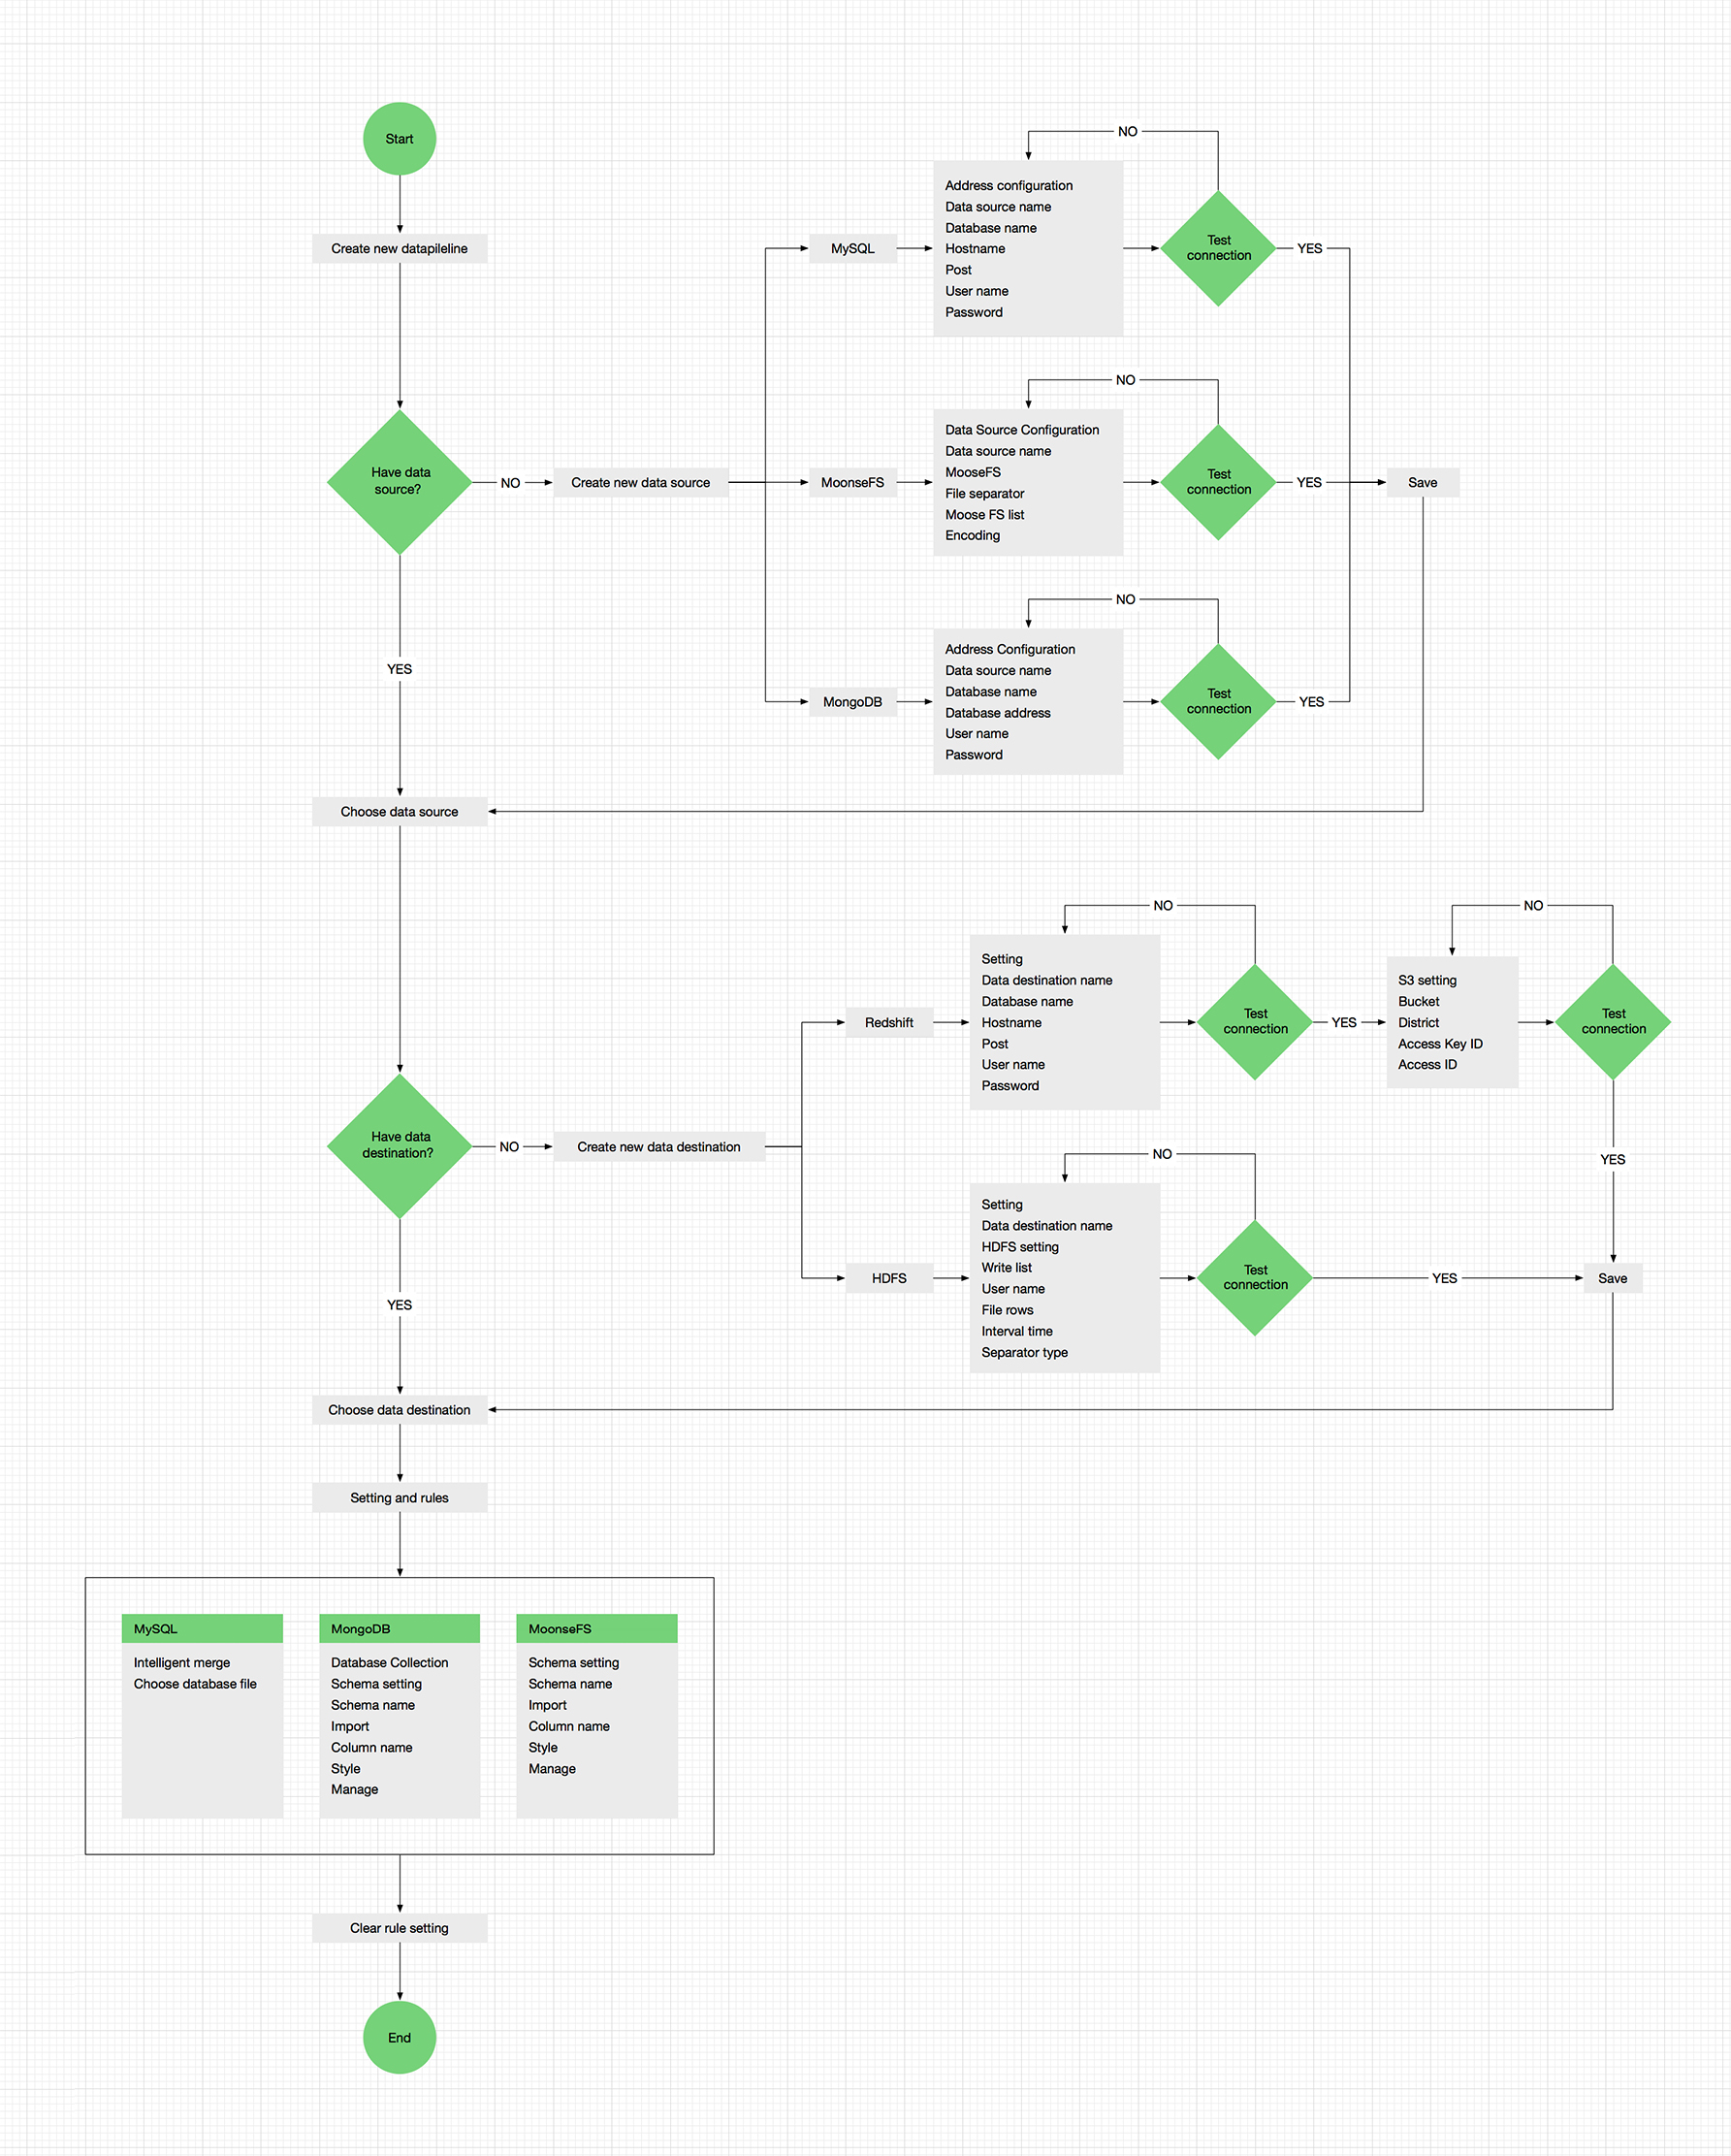 Start
Create new datapileline
Have data
source?
NO
Create new data source
MySQL
Address configuration
Data source name
Database name
Hostname
Post
User name
Password
NO
Test
connection
YES
MoonseFS
Data Source Configuration
Data source name
MooseFS
File separator
Moose FS list
Encoding
NO
Test
connection
YES
Save
MongoDB
Address Configuration
Data source name
Database name
Database address
User name
Password
NO
Test
connection
YES
YES
Choose data source
Have data
destination?
NO
Create new data destination
Redshift
Setting
Data destination name
Database name
Hostname
Post
User name
Password
NO
Test
connection
YES
S3 setting
Bucket
District
Access Key ID
Access ID
NO
Test
connection
YES
HDFS
Setting
Data destination name
HDFS setting
Write list
User name
File rows
Interval time
Separator type
NO
Test
connection
YES
Save
YES
Choose data destination
Setting and rules
MySQL
Intelligent merge
Choose database file
MongoDB
Database Collection
Schema setting
Schema name
Import
Column name
Style
Manage
MoonseFS
Schema setting
Schema name
Import
Column name
Style
Manage
Clear rule setting
End